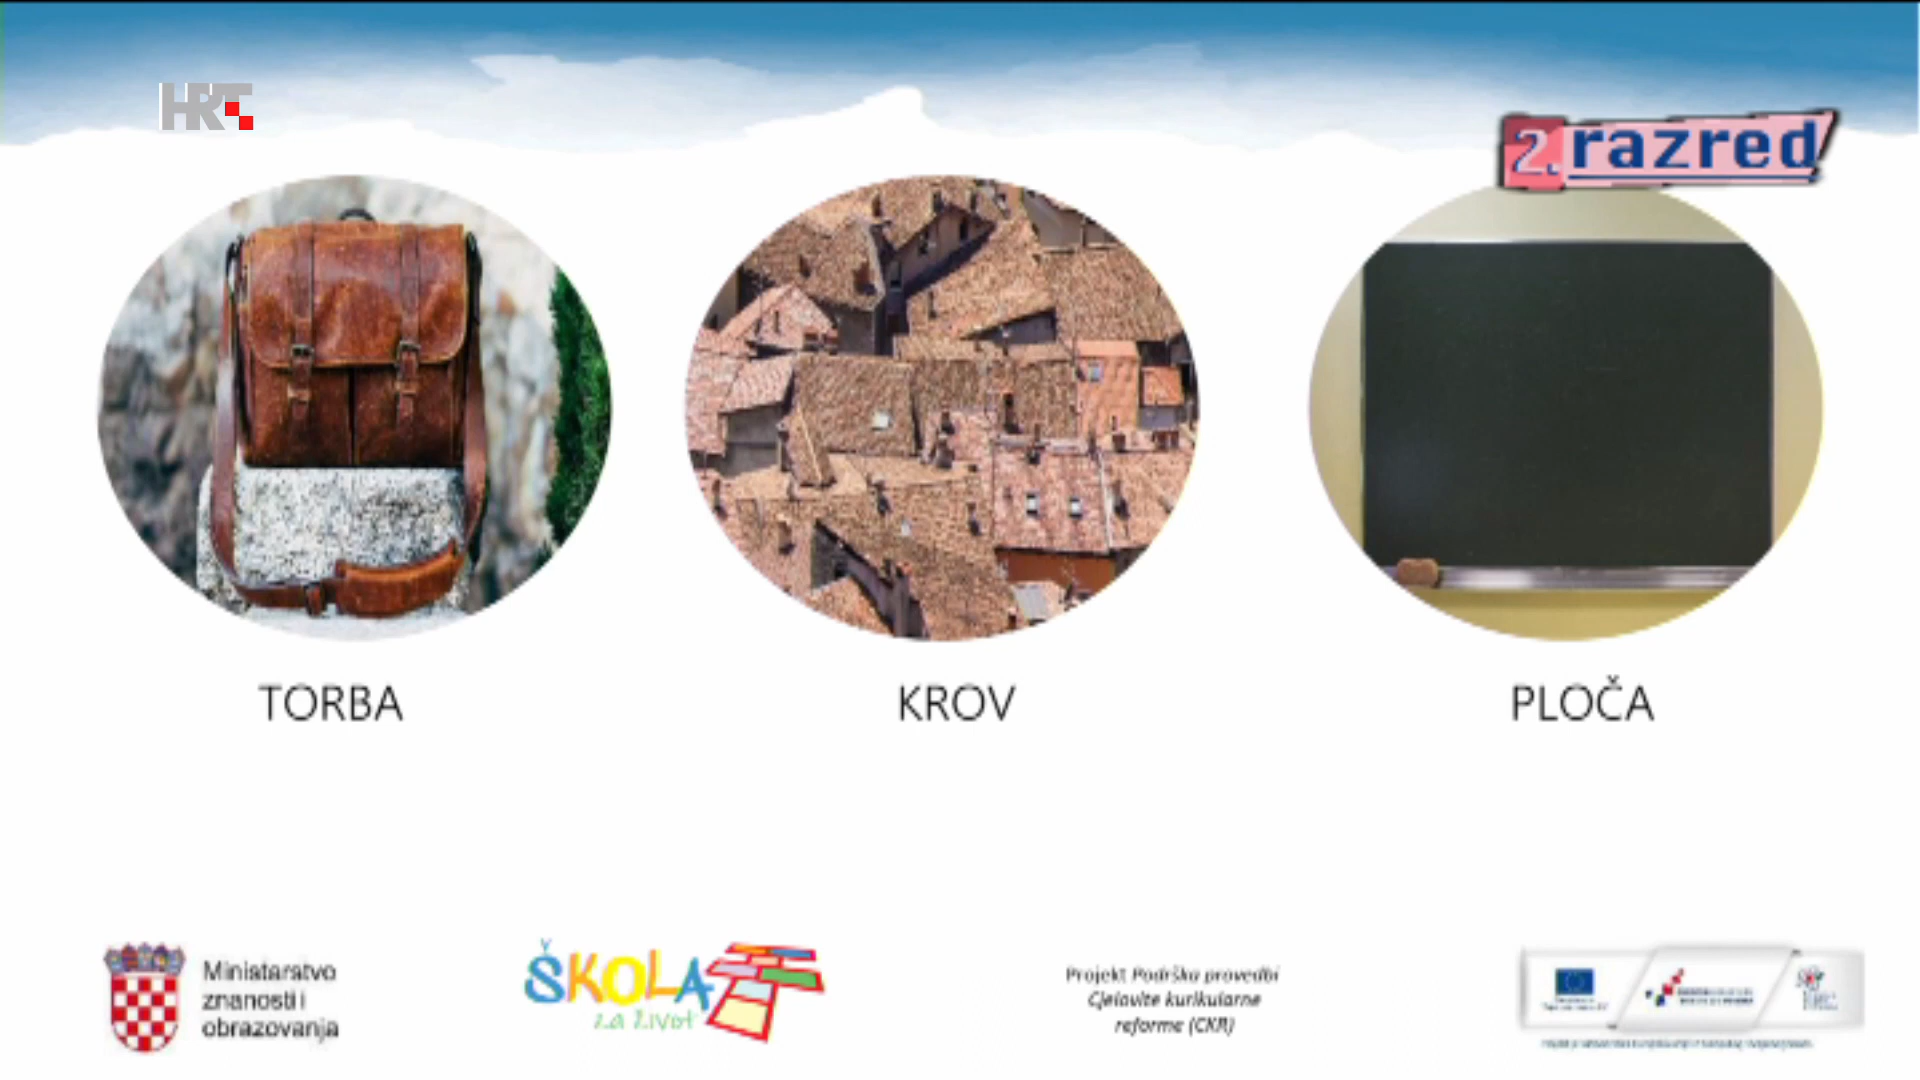 HRT
2. razred
TORBA
KROV
PLOČA
Ministarstvo
znanosti i
obrazovanja
ŠKOLA
za život
Projekt Podrška provedbi
Cjelovite kurikularne
reforme (CKR)